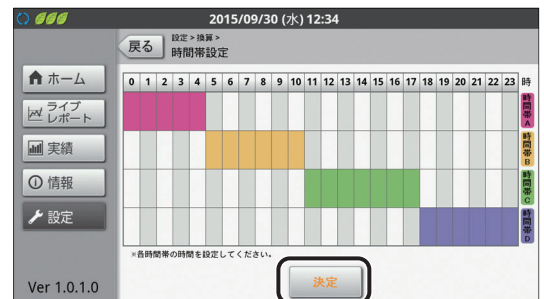 2015/09/30 (水) 12:34
戻る
設定 > 換算 >
時間帯設定
ホーム
ライブ
レポート
実績
情報
設定
Ver 1.0.1.0
0 1 2 3 4 5 6 7 8 9 10 11 12 13 14 15 16 17 18 19 20 21 22 23 時
時間帯A
時間帯B
時間帯C
時間帯D
※各時間帯の時間を設定してください。
決定